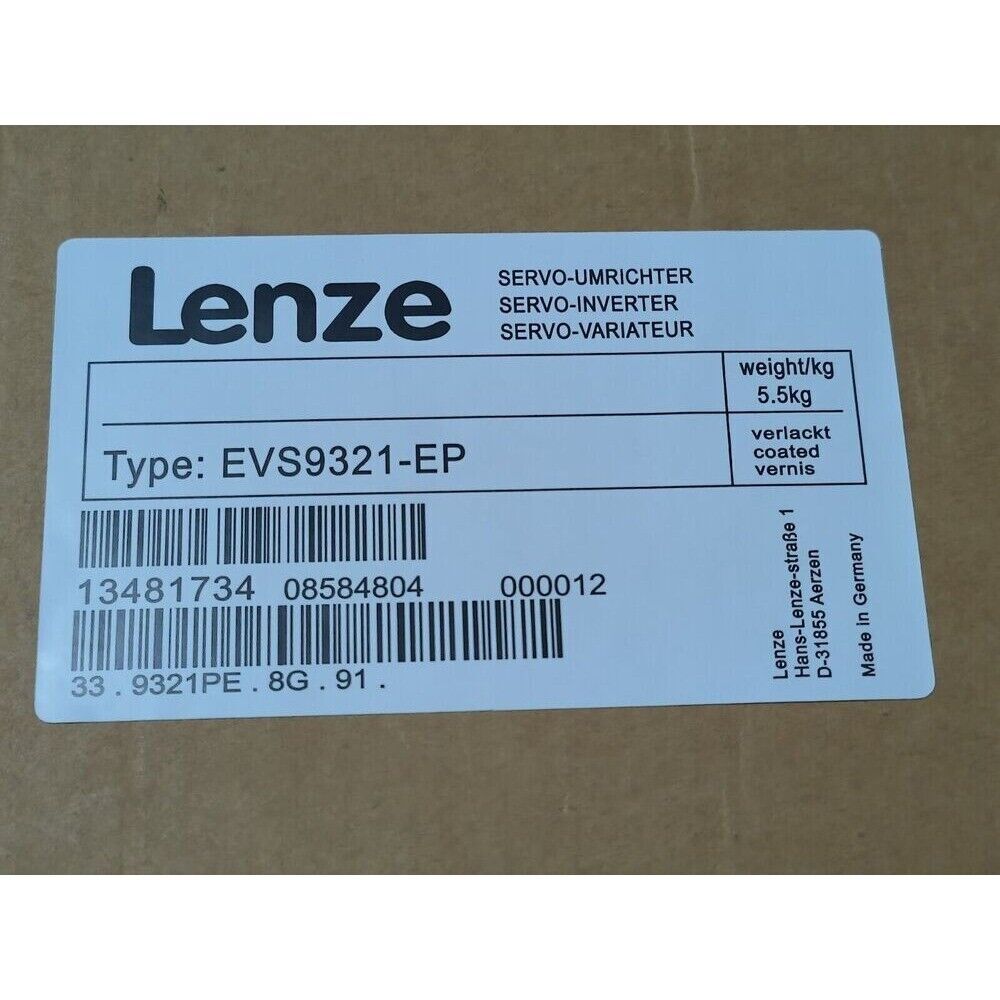 Lenze
SERVO-UMRICHTER
SERVO-INVERTER
SERVO-VARIATEUR
weight/kg
5.5kg
Type: EVS9321-EP
verlackt
coated
vernis
13481734 08584804 000012
33 . 9321PE . 8G . 91 .
Lenze
Hans-Lenze-straße 1
D-31855 Aerzen
Made in Germany